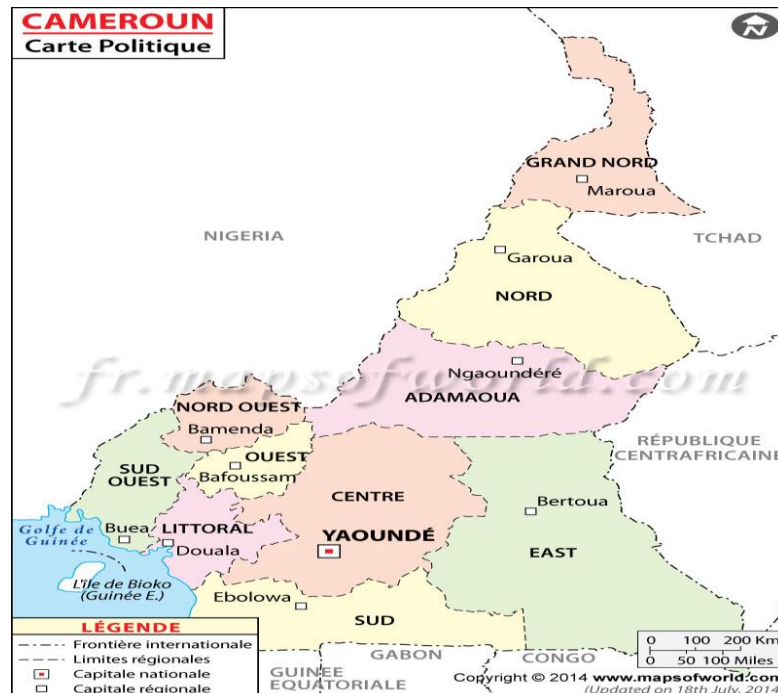 CAMEROUN
Carte Politique
N
GRAND NORD
Maroua
NIGERIA
TCHAD
Garoua
NORD
Ngaoundéré
fr.mapsofworld.com
ADAMAOUA
NORD OUEST
Bamenda
RÉPUBLIQUE
CENTRAFRICAINE
OUEST
SUD
OUEST
Bafoussam
CENTRE
Bertoua
Golfe de
Guinée
Buea
LITTORAL
YAOUNDÉ
Douala
EAST
L'île de Bioko
(Guinée E.)
Ebolowa
SUD
LÉGENDE
Frontière internationale
Limites régionales
Capitale nationale
Capitale régionale
GUINEE
EQUATORIALE
GABON
CONGO
0 100 200 Km
0 50 100 Miles
Copyright © 2014 www.mapsofworld.com
(Updated on 18th July, 2014